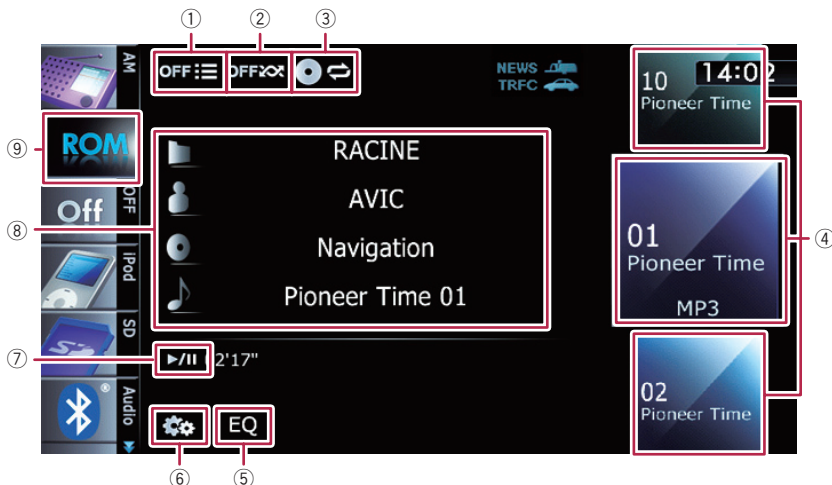 ① ② ③
AM
OFF OFF
NEWS
TRFC
14:02
10
Pioneer Time
⑨
ROM
RACINE
OFF
Off
AVIC
⑧
④
01
Pioneer Time
MP3
iPod
Navigation
Pioneer Time 01
SD
⑦
►/II 2'17"
02
Pioneer Time
Audio
EQ
⑥ ⑤